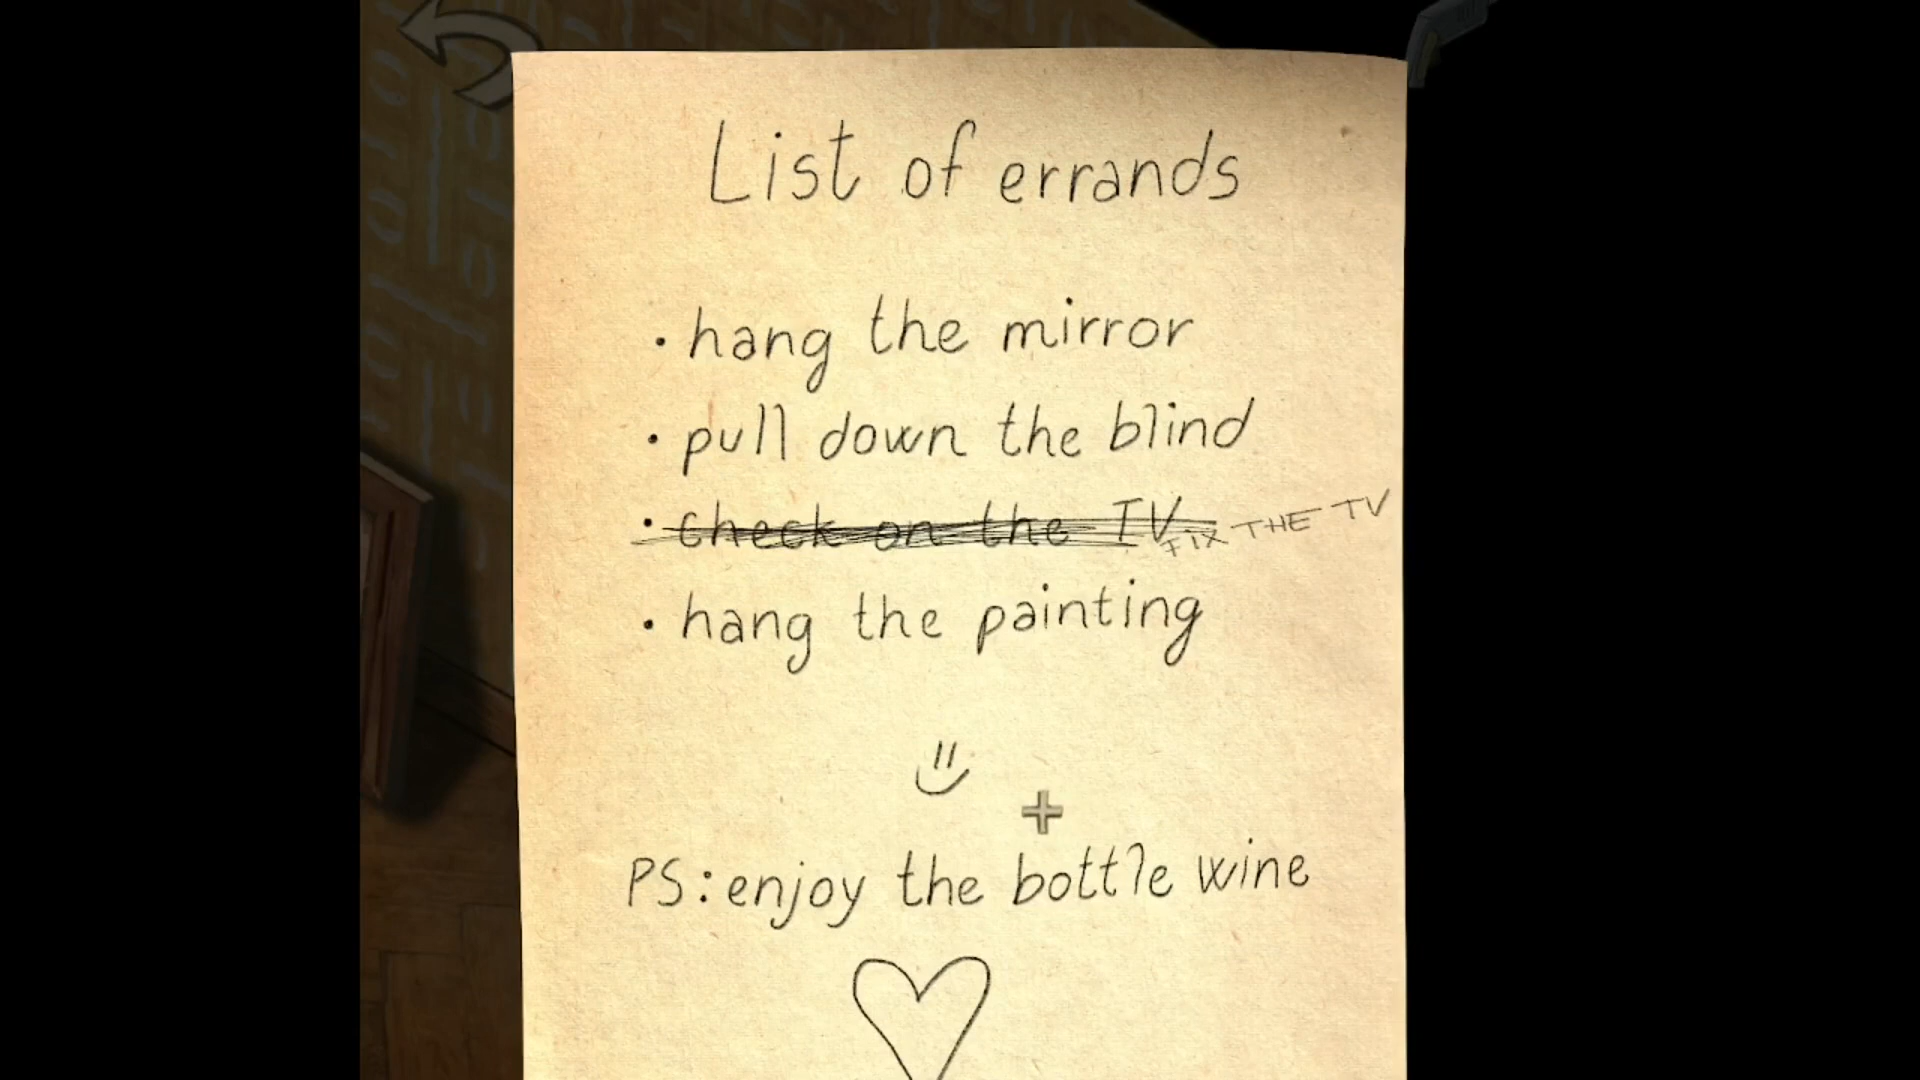 List of errands
• hang the mirror
• pull down the blind
• check on the TV FIX THE TV
• hang the painting
PS: enjoy the bottle wine